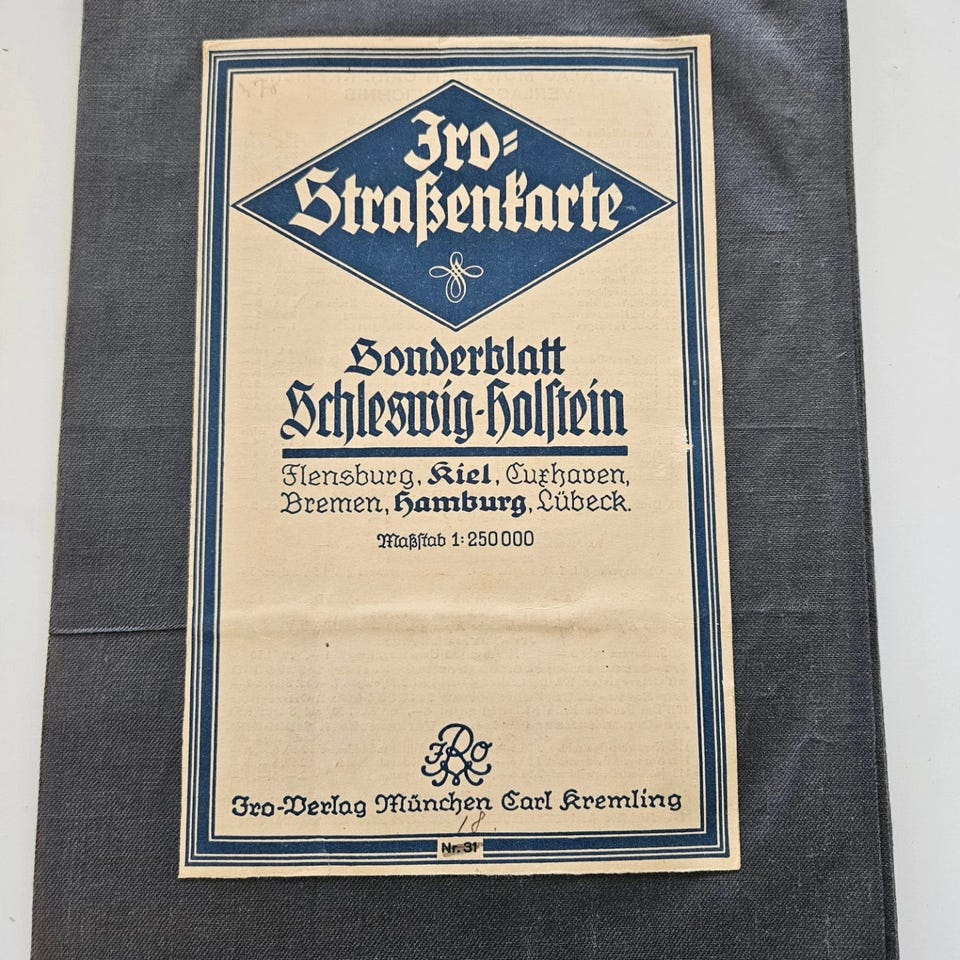 Iro-
Straßenkarte
Sonderblatt
Schleswig-Holstein
Flensburg, Kiel, Cuxhaven,
Bremen, Hamburg, Lübeck.
Maßstab 1:250000
IRO
Iro-Verlag München Carl Kremling
18.
Nr. 31